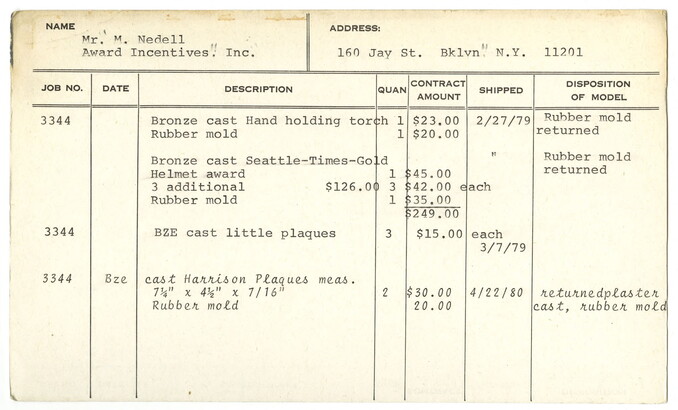 NAME
Mr. M. Nedell
Award Incentives, Inc.
ADDRESS:
160 Jay St. Bklyn, N.Y. 11201
JOB NO. DATE DESCRIPTION QUAN CONTRACT AMOUNT SHIPPED DISPOSITION OF MODEL
3344 Bronze cast Hand holding torch 1 $23.00 2/27/79 Rubber mold
Rubber mold 1 $20.00 returned
Bronze cast Seattle-Times-Gold " Rubber mold
Helmet award 1 $45.00 returned
3 additional $126.00 3 $42.00 each
Rubber mold 1 $35.00
$249.00
3344 BZE cast little plaques 3 $15.00 each
3/7/79
3344 Bze cast Harrison Plaques meas.
7¼" x 4½" x 7/16" 2 $30.00 4/22/80 returnedplaster
Rubber mold 20.00 cast, rubber mold